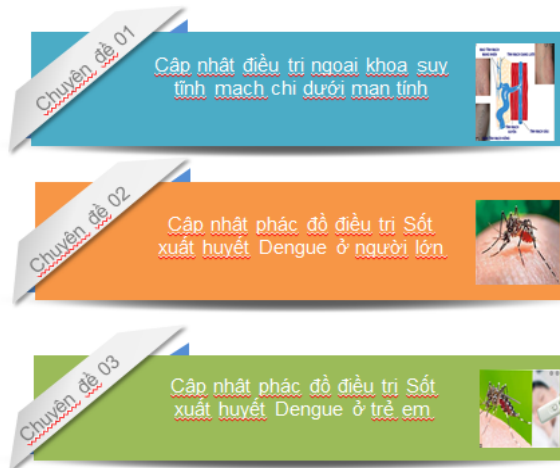 Chuyên đề 01
Cập nhật điều trị ngoại khoa suy
tĩnh mạch chi dưới mạn tính
Chuyên đề 02
Cập nhật phác đồ điều trị Sốt
xuất huyết Dengue ở người lớn
Chuyên đề 03
Cập nhật phác đồ điều trị Sốt
xuất huyết Dengue ở trẻ em